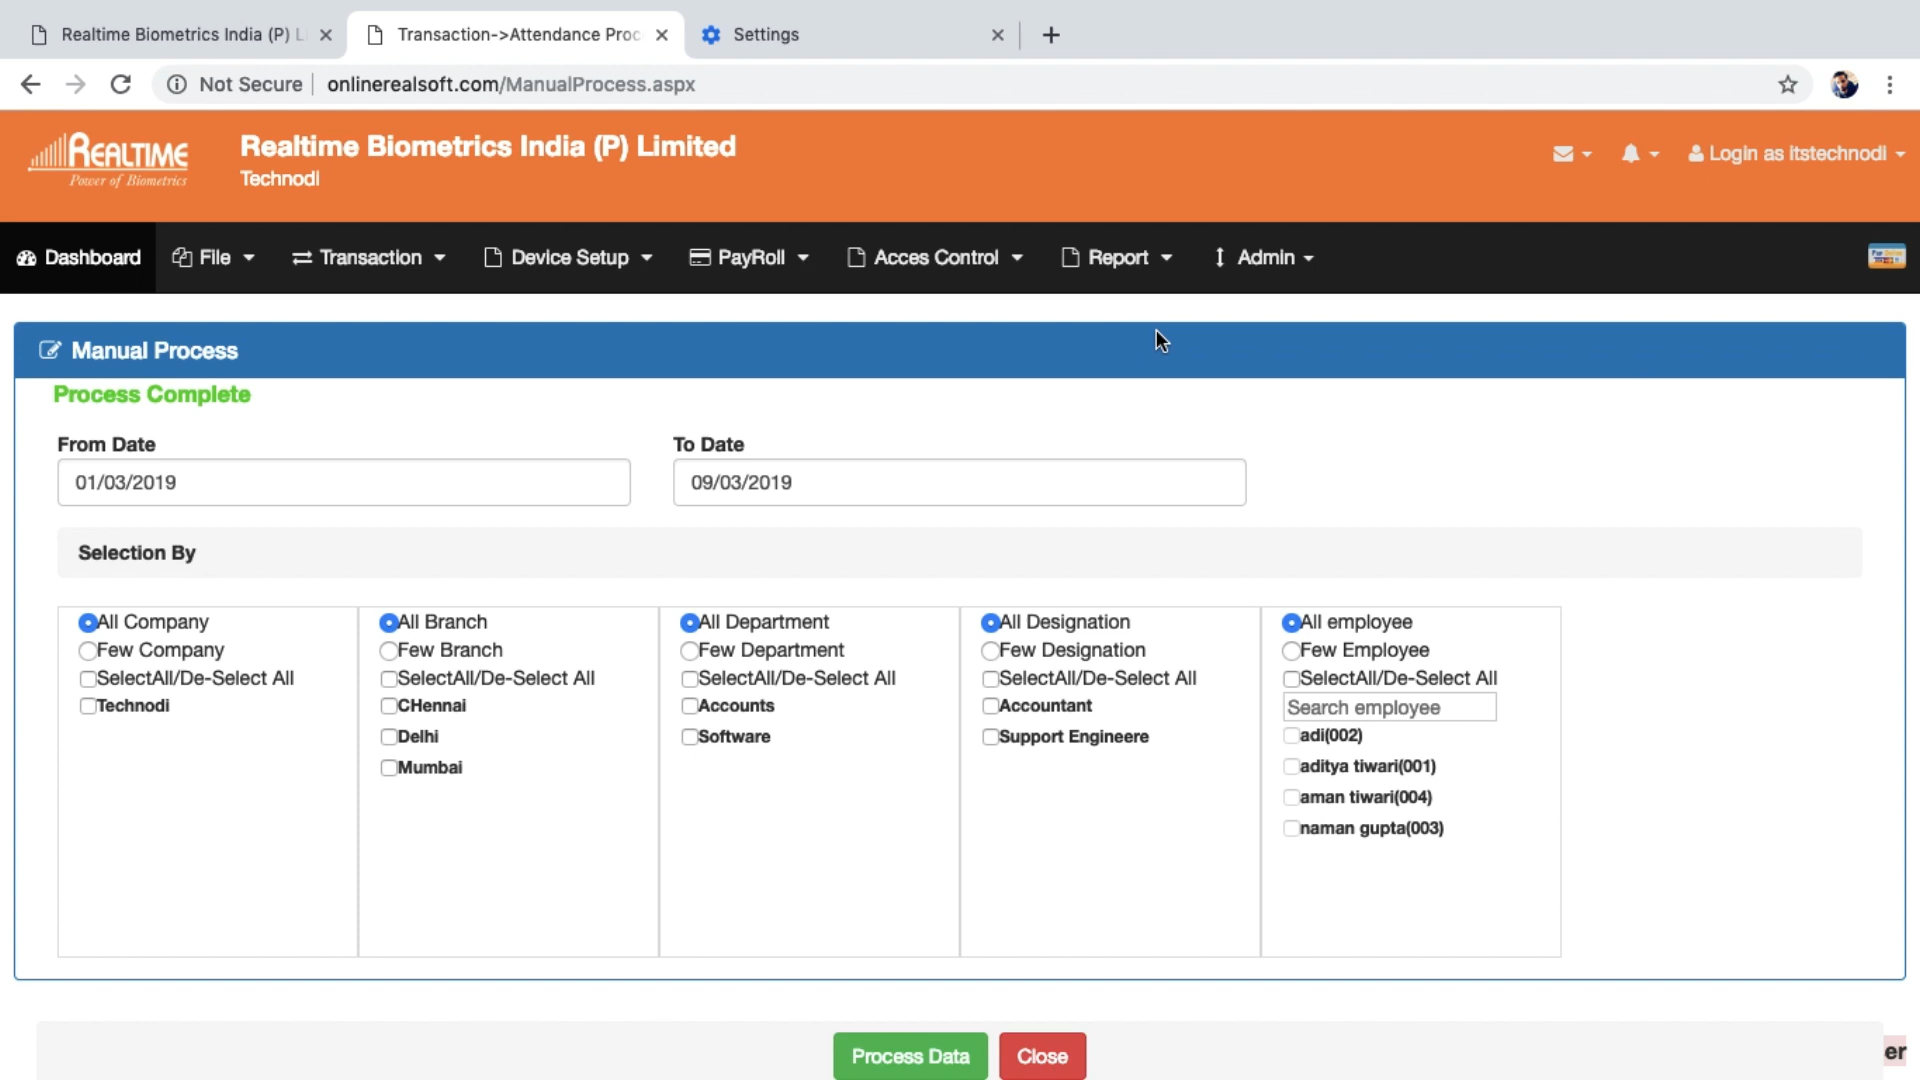 Realtime Biometrics India (P) L
Transaction->Attendance Proc
Settings
Not Secure
onlinerealsoft.com/ManualProcess.aspx
REALTIME
Power of Biometrics
Realtime Biometrics India (P) Limited
Technodi
Login as itstechnodi
Dashboard
File
Transaction
Device Setup
PayRoll
Acces Control
Report
Admin
Manual Process
Process Complete
From Date
To Date
01/03/2019
09/03/2019
Selection By
All Company
Few Company
SelectAll/De-Select All
Technodi
All Branch
Few Branch
SelectAll/De-Select All
CHennai
Delhi
Mumbai
All Department
Few Department
SelectAll/De-Select All
Accounts
Software
All Designation
Few Designation
SelectAll/De-Select All
Accountant
Support Engineere
All employee
Few Employee
SelectAll/De-Select All
Search employee
adi(002)
aditya tiwari(001)
aman tiwari(004)
naman gupta(003)
Process Data
Close
er